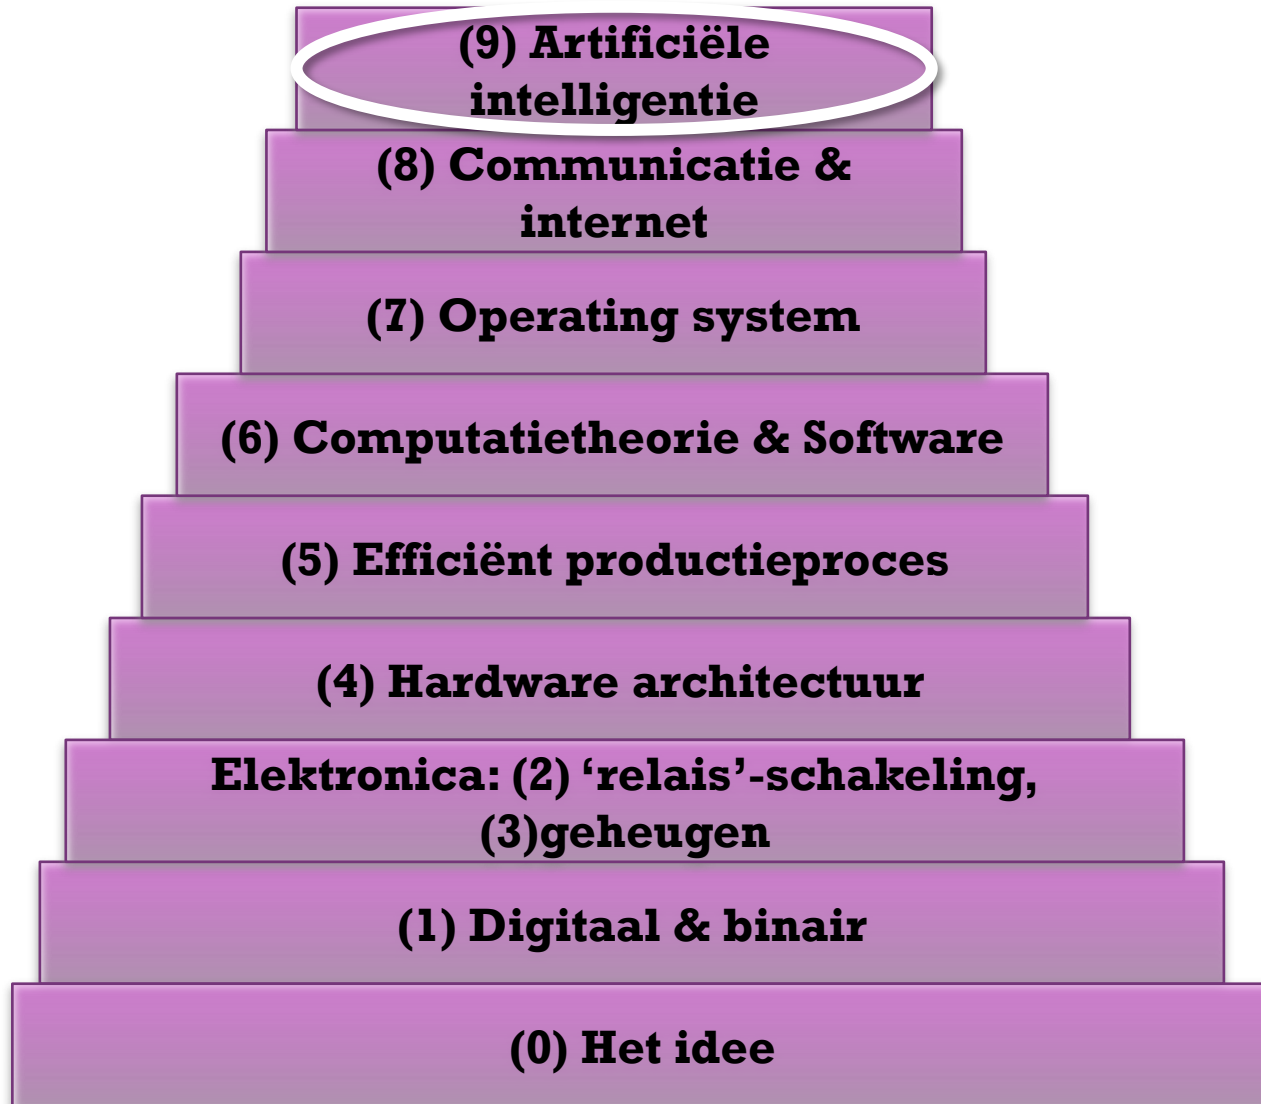 (9) Artificiële
intelligentie
(8) Communicatie &
internet
(7) Operating system
(6) Computatietheorie & Software
(5) Efficiënt productieproces
(4) Hardware architectuur
Elektronica: (2) ‘relais’-schakeling,
(3)geheugen
(1) Digitaal & binair
(0) Het idee